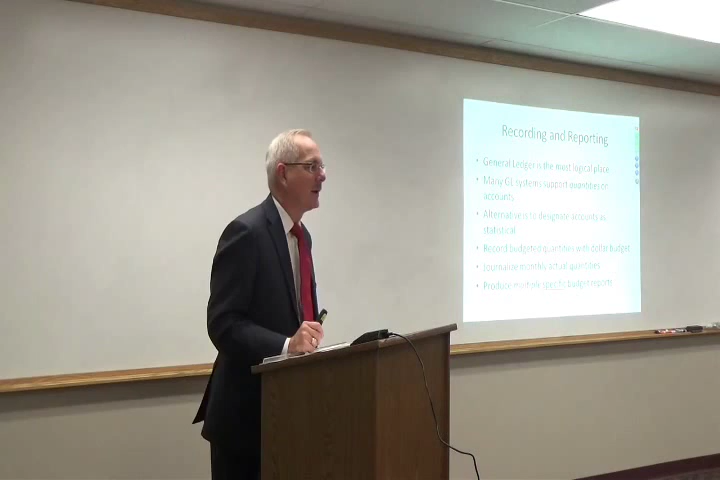 Recording and Reporting
• General Ledger is the most logical place
• Many GL systems support quantities on
accounts
• Alternative is to designate accounts as
statistical
• Record budgeted quantities with dollar budget
• Journalize monthly actual quantities
• Produce multiple specific budget reports